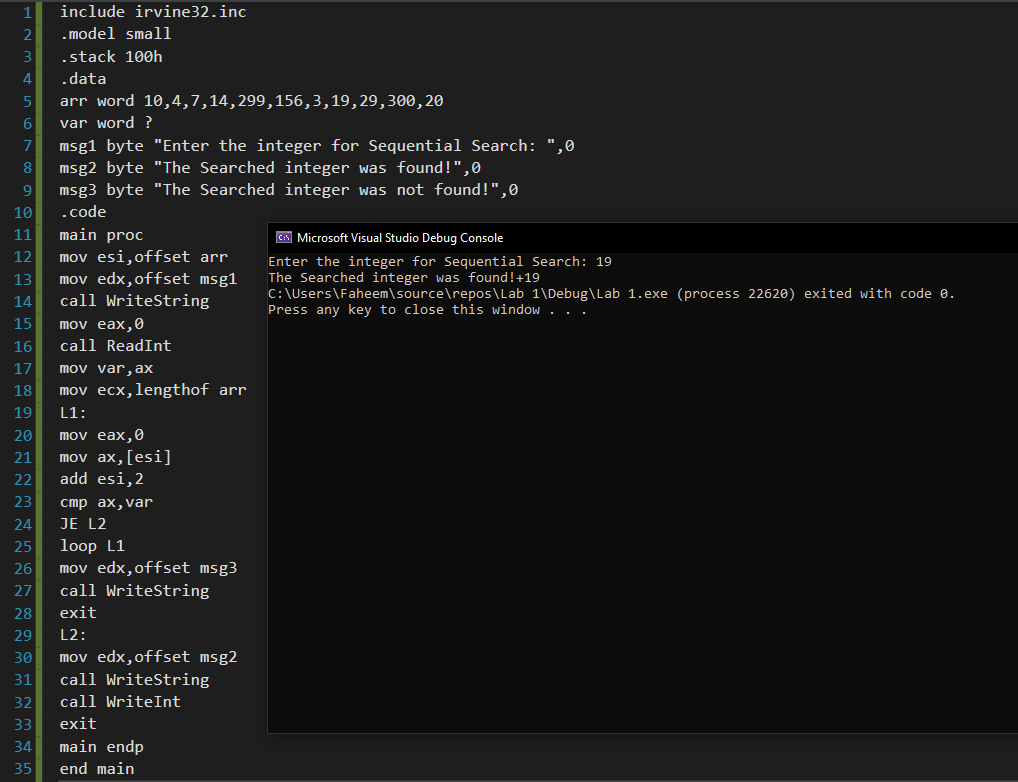 1 include irvine32.inc
2 .model small
3 .stack 100h
4 .data
5 arr word 10,4,7,14,299,156,3,19,29,300,20
6 var word ?
7 msg1 byte "Enter the integer for Sequential Search: ",0
8 msg2 byte "The Searched integer was found!",0
9 msg3 byte "The Searched integer was not found!",0
10 .code
11 main proc
12 mov esi,offset arr
13 mov edx,offset msg1
14 call WriteString
15 mov eax,0
16 call ReadInt
17 mov var,ax
18 mov ecx,lengthof arr
19 L1:
20 mov eax,0
21 mov ax,[esi]
22 add esi,2
23 cmp ax,var
24 JE L2
25 loop L1
26 mov edx,offset msg3
27 call WriteString
28 exit
29 L2:
30 mov edx,offset msg2
31 call WriteString
32 call WriteInt
33 exit
34 main endp
35 end main
C:\ Microsoft Visual Studio Debug Console
Enter the integer for Sequential Search: 19
The Searched integer was found!+19
C:\Users\Faheem\source\repos\Lab 1\Debug\Lab 1.exe (process 22620) exited with code 0.
Press any key to close this window . . .